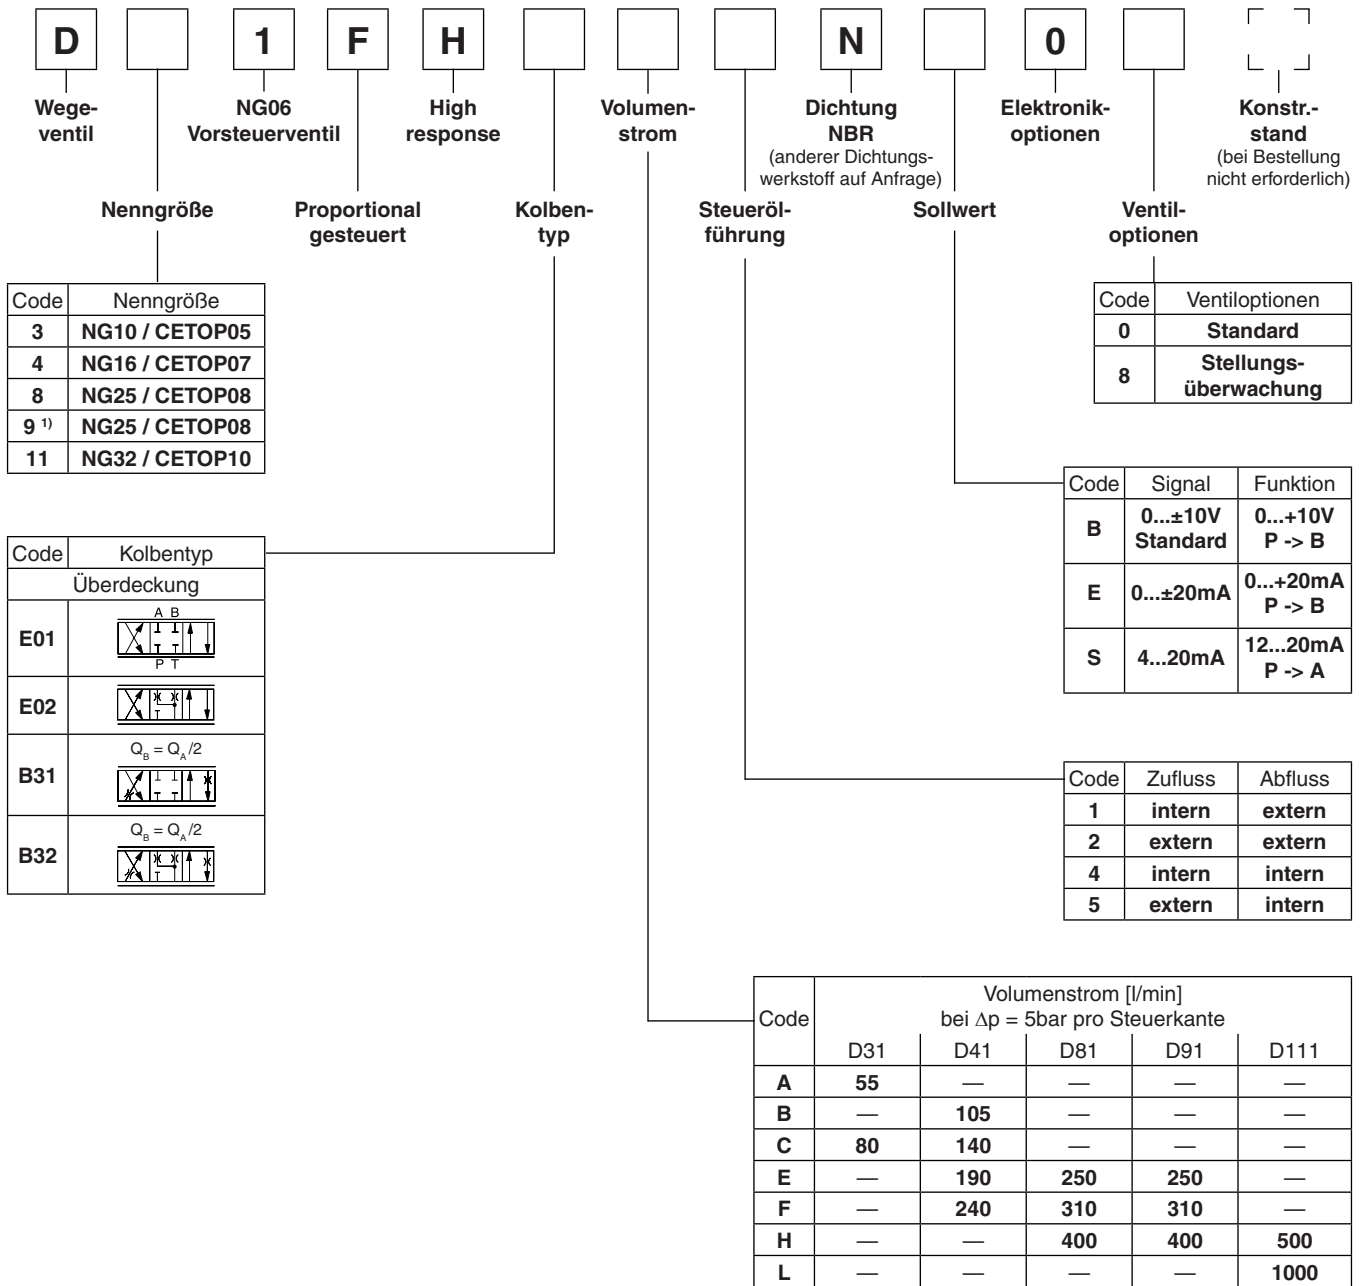 D 1 F H N 0
Wege-
ventil
NG06
Vorsteuerventil
High
response
Volumen-
strom
Dichtung
NBR
(anderer Dichtungs-
werkstoff auf Anfrage)
Elektronik-
optionen
Konstr.-
stand
(bei Bestellung
nicht erforderlich)
Nenngröße
Proportional
gesteuert
Kolben-
typ
Steueröl-
führung
Sollwert
Ventil-
optionen
Code Nenngröße
3 NG10 / CETOP05
4 NG16 / CETOP07
8 NG25 / CETOP08
9 1) NG25 / CETOP08
11 NG32 / CETOP10
Code Ventiloptionen
0 Standard
8 Stellungs-
überwachung
Code Signal Funktion
B 0...±10V 0...+10V
Standard P -> B
E 0...±20mA 0...+20mA
P -> B
S 4...20mA 12...20mA
P -> A
Code Kolbentyp
Überdeckung
A B
E01
P T
E02
Q_B = Q_A/2
B31
Q_B = Q_A/2
B32
Code Zufluss Abfluss
1 intern extern
2 extern extern
4 intern intern
5 extern intern
Code Volumenstrom [l/min]
bei Δp = 5bar pro Steuerkante
D31 D41 D81 D91 D111
A 55 — — — —
B — 105 — — —
C 80 140 — — —
E — 190 250 250 —
F — 240 310 310 —
H — — 400 400 500
L — — — — 1000